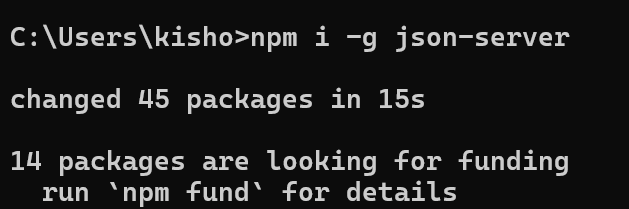 C:\Users\kisho>npm i -g json-server
changed 45 packages in 15s
14 packages are looking for funding
run `npm fund` for details